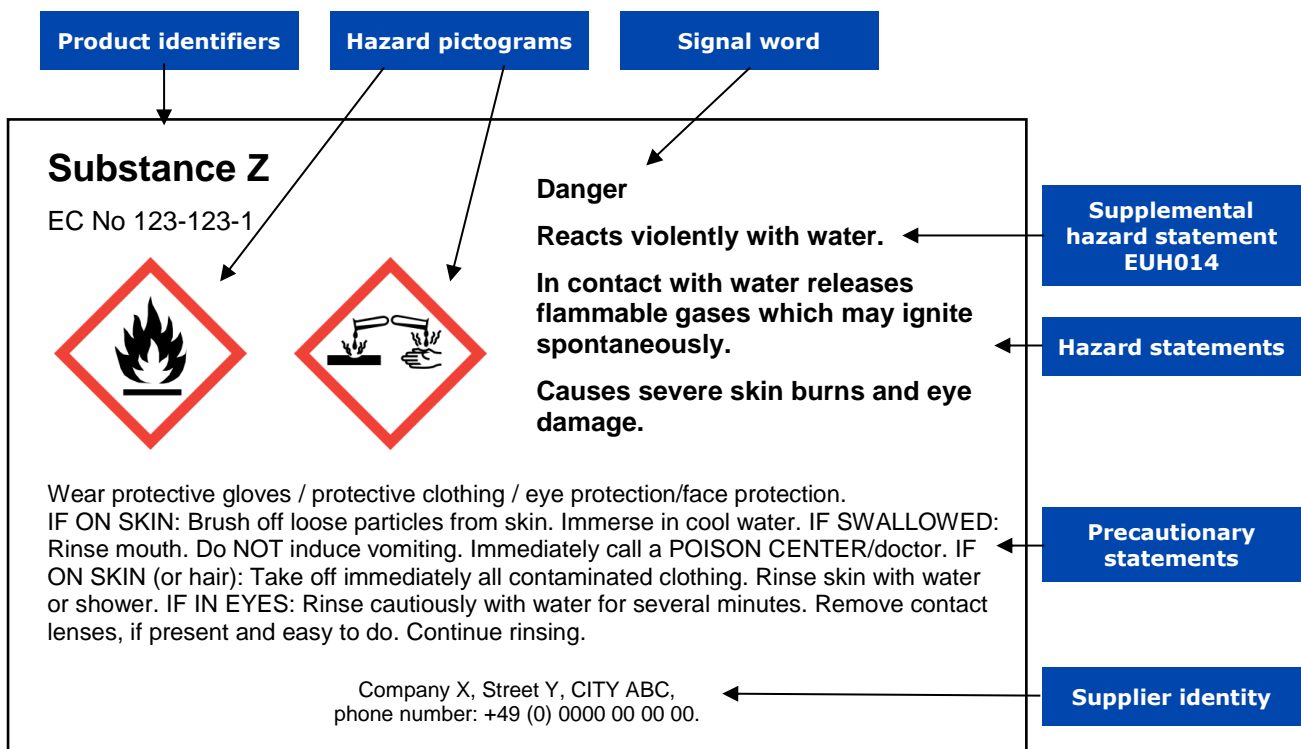 Product identifiers
Hazard pictograms
Signal word
Substance Z
EC No 123-123-1
Danger
Reacts violently with water.
In contact with water releases
flammable gases which may ignite
spontaneously.
Causes severe skin burns and eye
damage.
Supplemental
hazard statement
EUH014
Hazard statements
Wear protective gloves / protective clothing / eye protection/face protection.
IF ON SKIN: Brush off loose particles from skin. Immerse in cool water. IF SWALLOWED:
Rinse mouth. Do NOT induce vomiting. Immediately call a POISON CENTER/doctor. IF
ON SKIN (or hair): Take off immediately all contaminated clothing. Rinse skin with water
or shower. IF IN EYES: Rinse cautiously with water for several minutes. Remove contact
lenses, if present and easy to do. Continue rinsing.
Precautionary
statements
Company X, Street Y, CITY ABC,
phone number: +49 (0) 0000 00 00 00.
Supplier identity